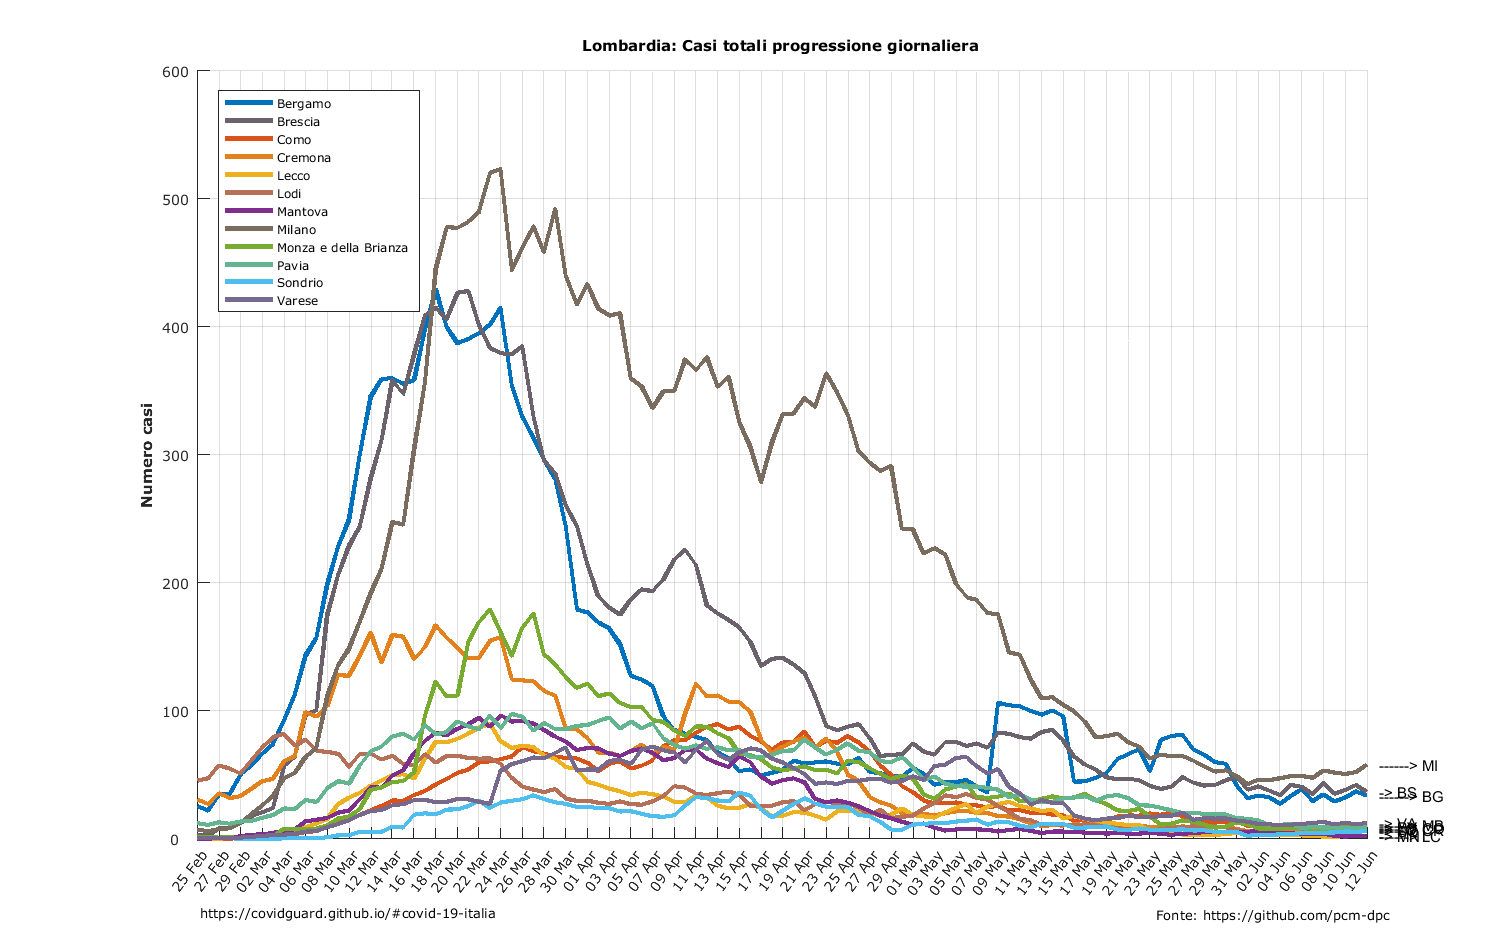 Lombardia: Casi totali progressione giornaliera
Numero casi
600
500
400
300
200
100
0
Bergamo
Brescia
Como
Cremona
Lecco
Lodi
Mantova
Milano
Monza e della Brianza
Pavia
Sondrio
Varese
------> MI
-> BS
------> BG
-> VA
LC
25 Feb
27 Feb
29 Feb
02 Mar
04 Mar
06 Mar
08 Mar
10 Mar
12 Mar
14 Mar
16 Mar
18 Mar
20 Mar
22 Mar
24 Mar
26 Mar
28 Mar
30 Mar
01 Apr
03 Apr
05 Apr
07 Apr
09 Apr
11 Apr
13 Apr
15 Apr
17 Apr
19 Apr
21 Apr
23 Apr
25 Apr
27 Apr
29 Apr
01 May
03 May
05 May
07 May
09 May
11 May
13 May
15 May
17 May
19 May
21 May
23 May
25 May
27 May
29 May
31 May
02 Jun
04 Jun
06 Jun
08 Jun
10 Jun
12 Jun
https://covidguard.github.io/#covid-19-italia
Fonte: https://github.com/pcm-dpc